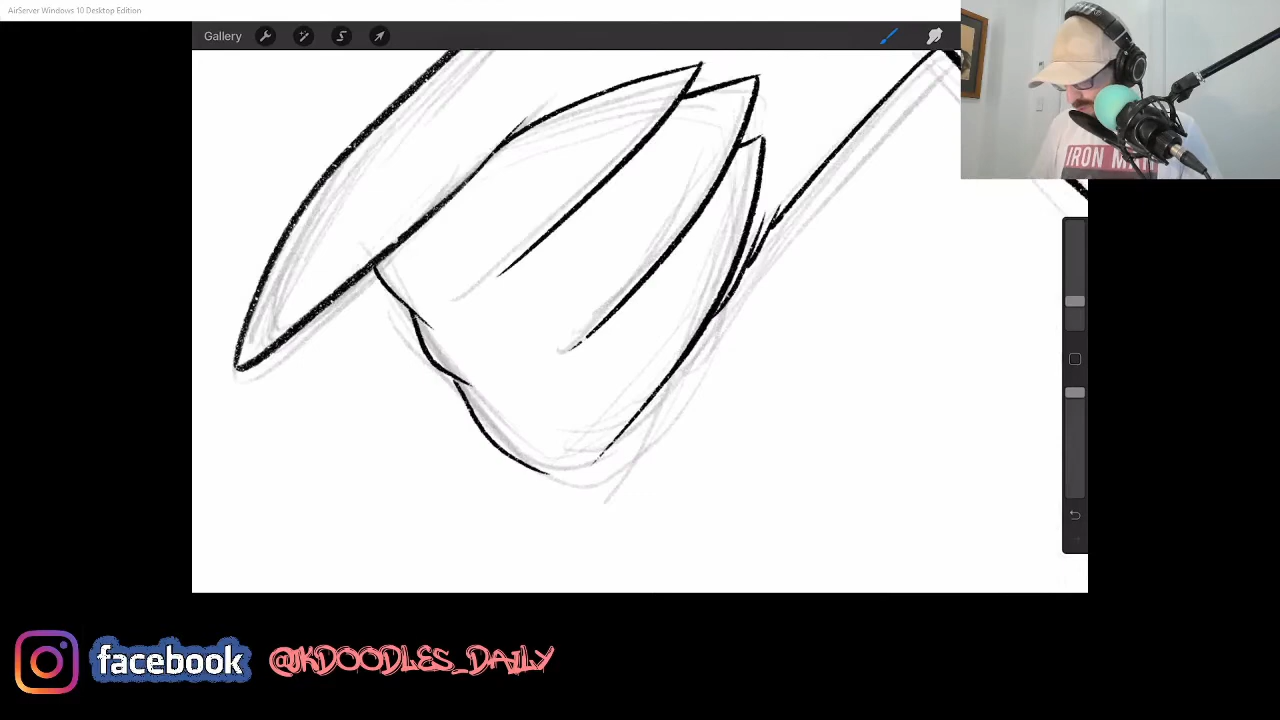 AirServer Windows 10 Desktop Edition
Gallery
IRON MA
facebook @JKDOODLES_DAILY